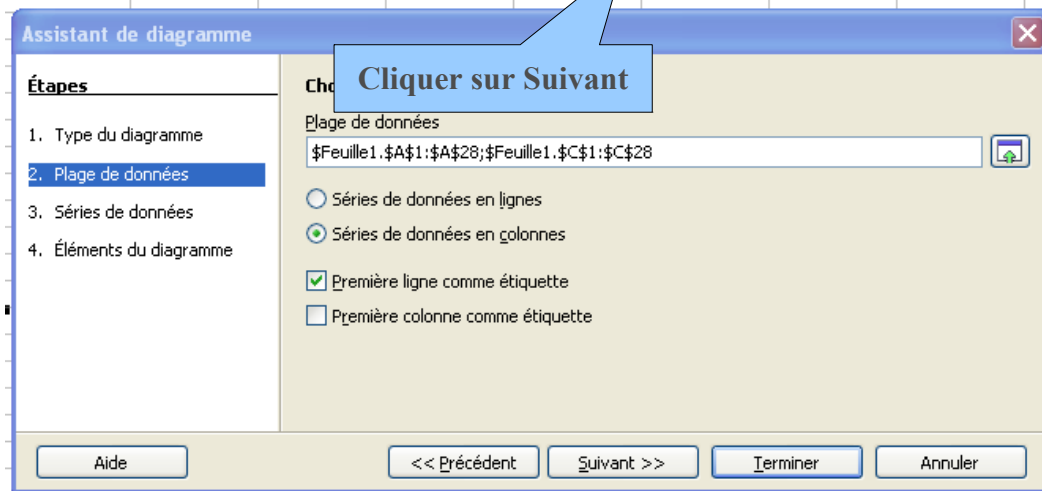 Assistant de diagramme
Cliquer sur Suivant
Étapes
1. Type du diagramme
2. Plage de données
3. Séries de données
4. Éléments du diagramme
Cho
Plage de données
$Feuille1.$A$1:$A$28;$Feuille1.$C$1:$C$28
Séries de données en lignes
Séries de données en colonnes
Première ligne comme étiquette
Première colonne comme étiquette
Aide
<< Précédent
Suivant >>
Terminer
Annuler